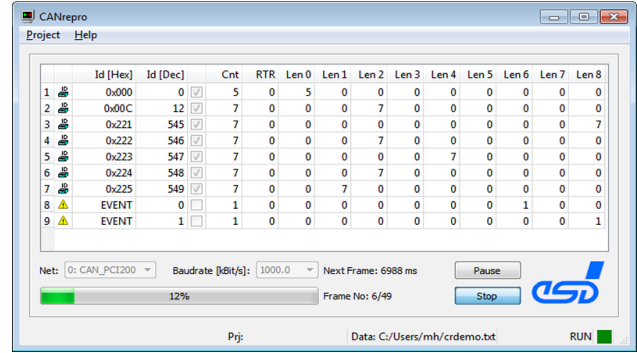 CANrepro
Project Help
Id [Hex] Id [Dec] Cnt RTR Len 0 Len 1 Len 2 Len 3 Len 4 Len 5 Len 6 Len 7 Len 8
1 ID 0x000 0 5 0 5 0 0 0 0 0 0 0 0
2 ID 0x00C 12 7 0 0 0 7 0 0 0 0 0 0
3 ID 0x221 545 7 0 0 0 0 0 0 0 0 0 7
4 ID 0x222 546 7 0 0 0 7 0 0 0 0 0 0
5 ID 0x223 547 7 0 0 0 0 0 7 0 0 0 0
6 ID 0x224 548 7 0 0 0 7 0 0 0 0 0 0
7 ID 0x225 549 7 0 0 7 0 0 0 0 0 0 0
8 EVENT 0 1 0 0 0 0 0 0 0 1 0 0
9 EVENT 1 1 0 0 0 0 0 0 0 0 0 1
Net: 0: CAN_PCI200 Baudrate [kBit/s]: 1000.0 Next Frame: 6988 ms Pause
12% Frame No: 6/49 Stop esd
Prj: Data: C:/Users/mh/crdemo.txt RUN